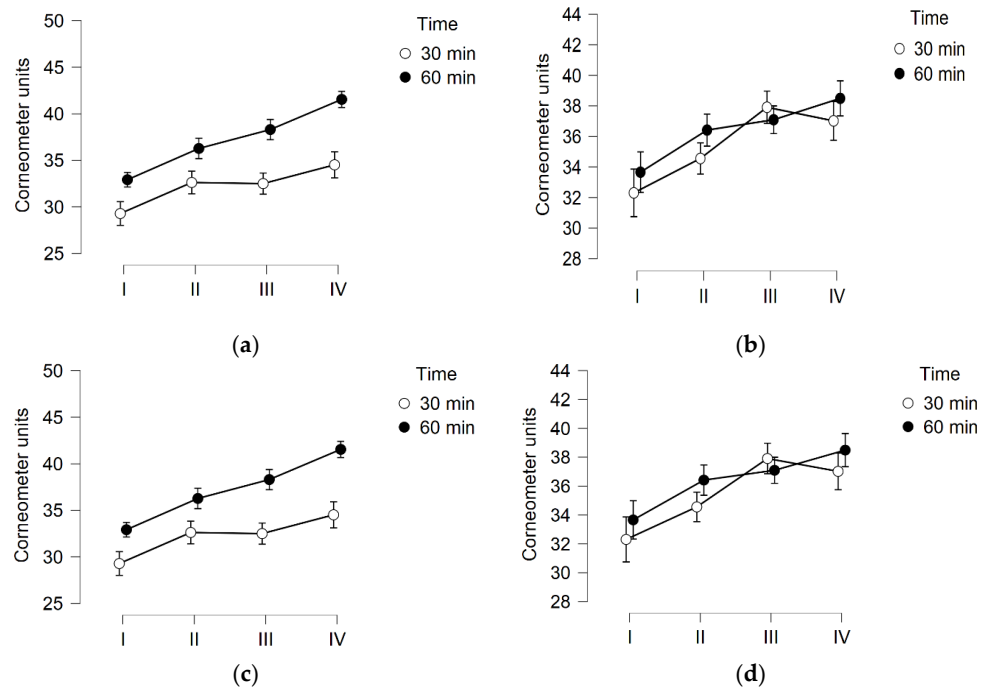 Time
30 min
60 min
Corneometer units
50
45
40
35
30
25
I II III IV
(a)
Time
30 min
60 min
Corneometer units
44
42
40
38
36
34
32
30
28
I II III IV
(b)
Time
30 min
60 min
Corneometer units
50
45
40
35
30
25
I II III IV
(c)
Time
30 min
60 min
Corneometer units
44
42
40
38
36
34
32
30
28
I II III IV
(d)